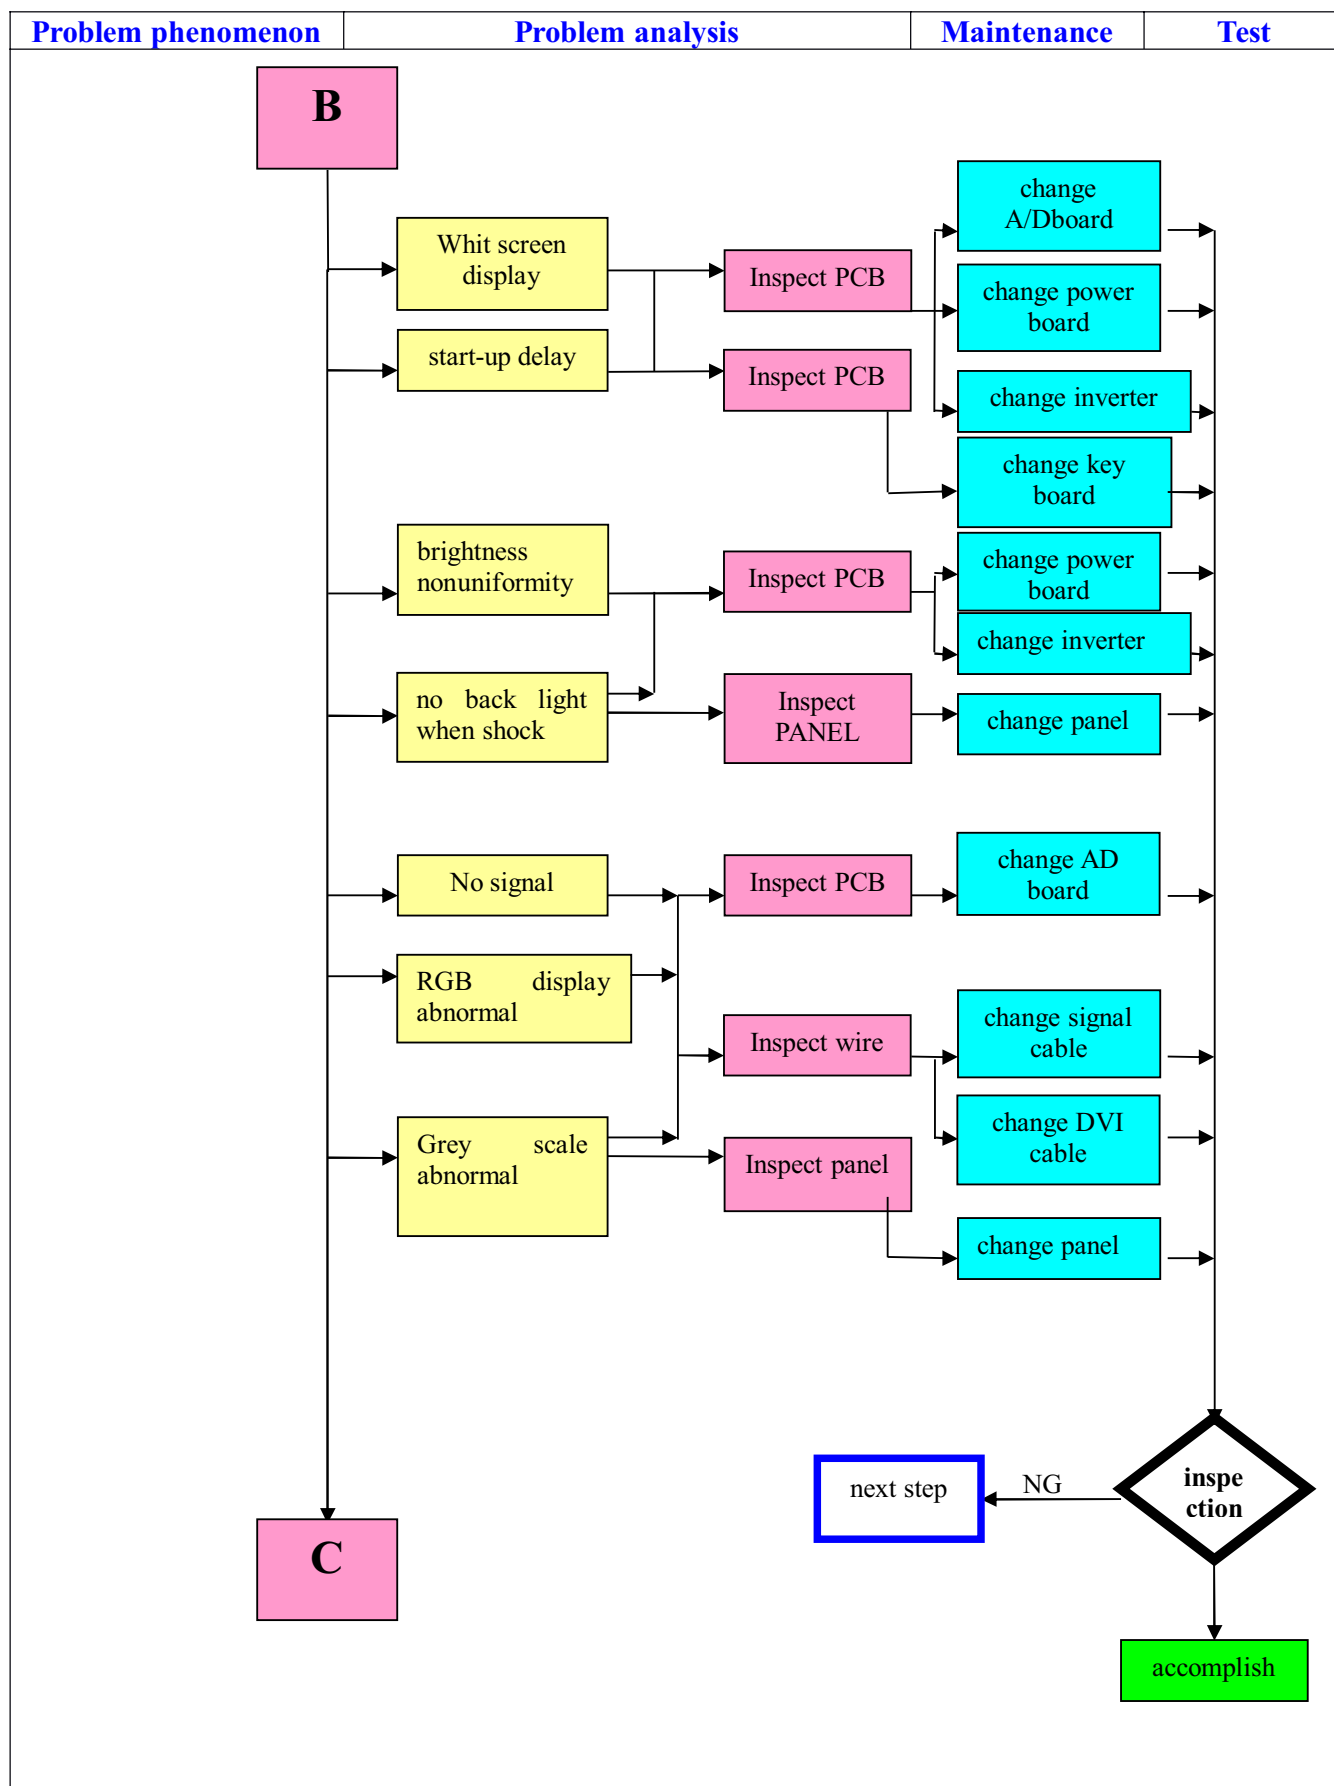 Problem phenomenon Problem analysis Maintenance Test
B
change
A/Dboard
Whit screen
display
Inspect PCB
change power
board
start-up delay
Inspect PCB
change inverter
change key
board
brightness
nonuniformity
Inspect PCB
change power
board
change inverter
no back light
when shock
Inspect
PANEL
change panel
No signal
Inspect PCB
change AD
board
RGB display
abnormal
Inspect wire
change signal
cable
Grey scale
abnormal
Inspect panel
change DVI
cable
change panel
next step
NG
inspe
ction
C
accomplish